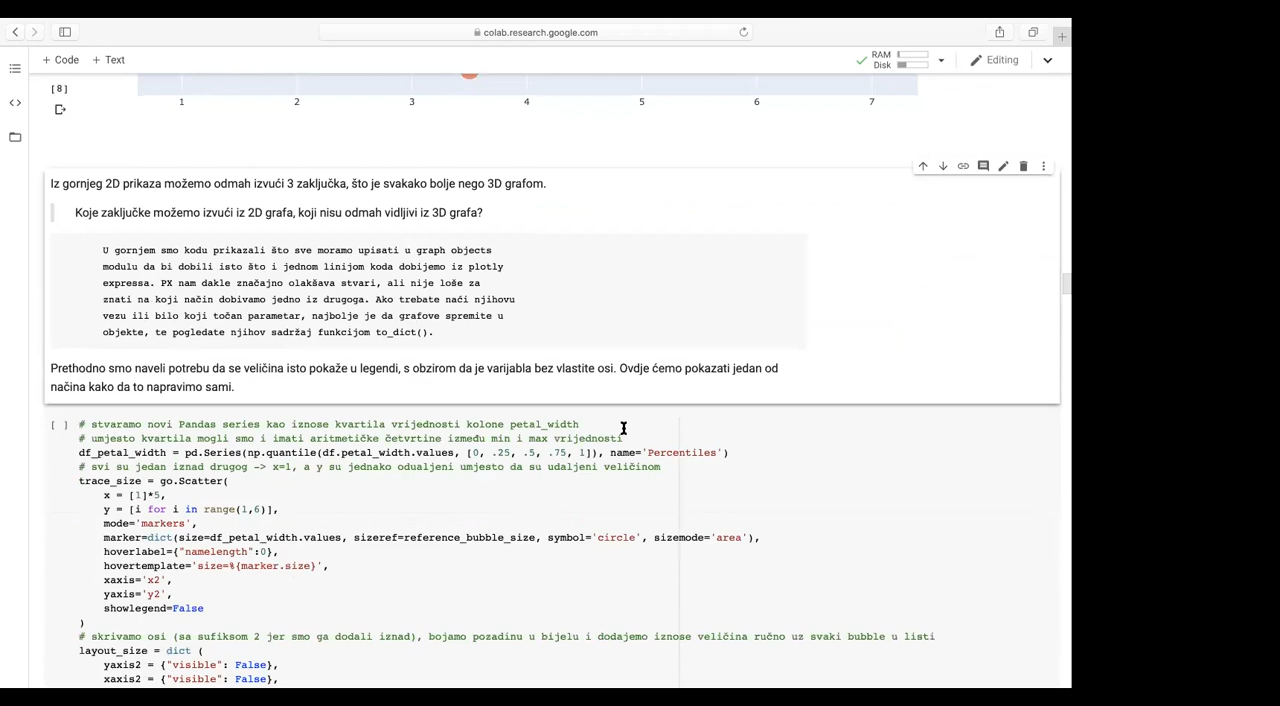 colab.research.google.com
+ Code + Text
RAM
Disk
Editing
[8]
1 2 3 4 5 6 7
Iz gornjeg 2D prikaza možemo odmah izvući 3 zaključka, što je svakako bolje nego 3D grafom.
Koje zaključke možemo izvući iz 2D grafa, koji nisu odmah vidljivi iz 3D grafa?
U gornjem smo kodu prikazali što sve moramo upisati u graph objects
modulu da bi dobili isto što i jednom linijom koda dobijemo iz plotly
expressa. PX nam dakle značajno olakšava stvari, ali nije loše za
znati na koji način dobivamo jedno iz drugoga. Ako trebate naći njihovu
vezu ili bilo koji točan parametar, najbolje je da grafove spremite u
objekte, te pogledate njihov sadržaj funkcijom to_dict().
Prethodno smo naveli potrebu da se veličina isto pokaže u legendi, s obzirom da je varijabla bez vlastite osi. Ovdje ćemo pokazati jedan od
načina kako da to napravimo sami.
[ ] # stvaramo novi Pandas series kao iznose kvartila vrijednosti kolone petal_width
# umjesto kvartila mogli smo i imati aritmetičke četvrtine između min i max vrijednosti
df_petal_width = pd.Series(np.quantile(df.petal_width.values, [0, .25, .5, .75, 1]), name='Percentiles')
# svi su jedan iznad drugog -> x=1, a y su jednako odualjeni umjesto da su udaljeni veličinom
trace_size = go.Scatter(
x = [1]*5,
y = [i for i in range(1,6)],
mode='markers',
marker=dict(size=df_petal_width.values, sizeref=reference_bubble_size, symbol='circle', sizemode='area'),
hoverlabel={"namelength":0},
hovertemplate='size=%{marker.size}',
xaxis='x2',
yaxis='y2',
showlegend=False
)
# skrivamo osi (sa sufiksom 2 jer smo ga dodali iznad), bojamo pozadinu u bijelu i dodajemo iznose veličina ručno uz svaki bubble u listi
layout_size = dict (
yaxis2 = {"visible": False},
xaxis2 = {"visible": False},